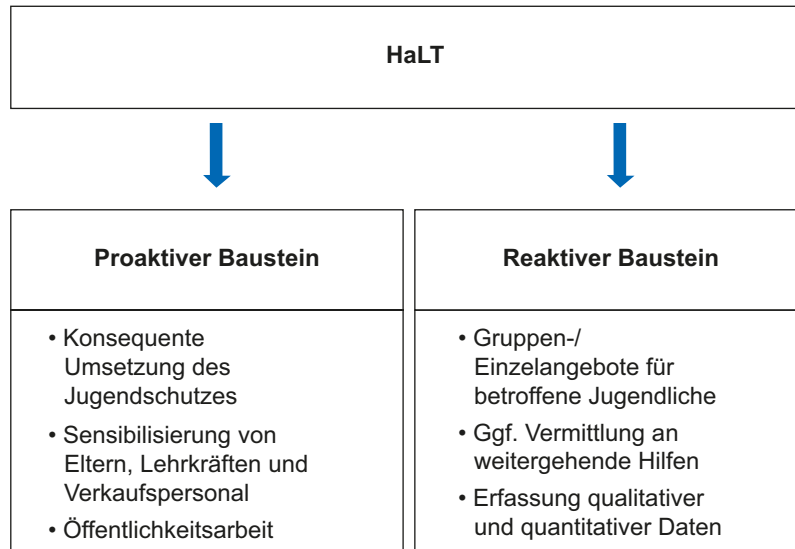 HaLT
Proaktiver Baustein
• Konsequente
Umsetzung des
Jugendschutzes
• Sensibilisierung von
Eltern, Lehrkräften und
Verkaufspersonal
• Öffentlichkeitsarbeit
Reaktiver Baustein
• Gruppen-/
Einzelangebote für
betroffene Jugendliche
• Ggf. Vermittlung an
weitergehende Hilfen
• Erfassung qualitativer
und quantitativer Daten